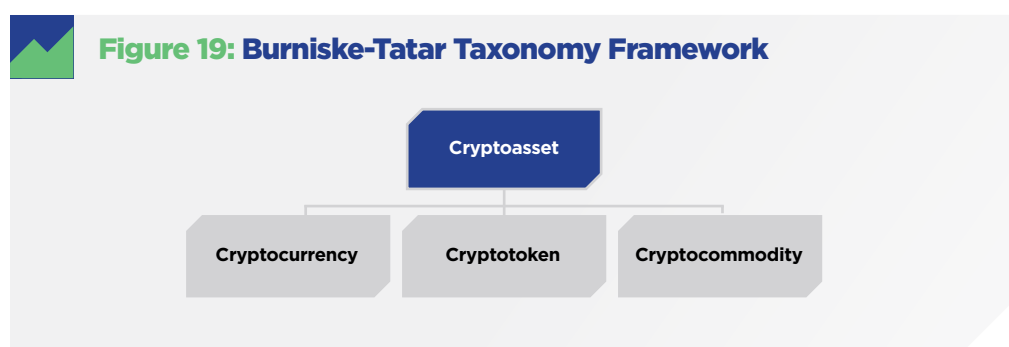 Figure 19: Burniske-Tatar Taxonomy Framework
Cryptoasset
Cryptocurrency
Cryptotoken
Cryptocommodity